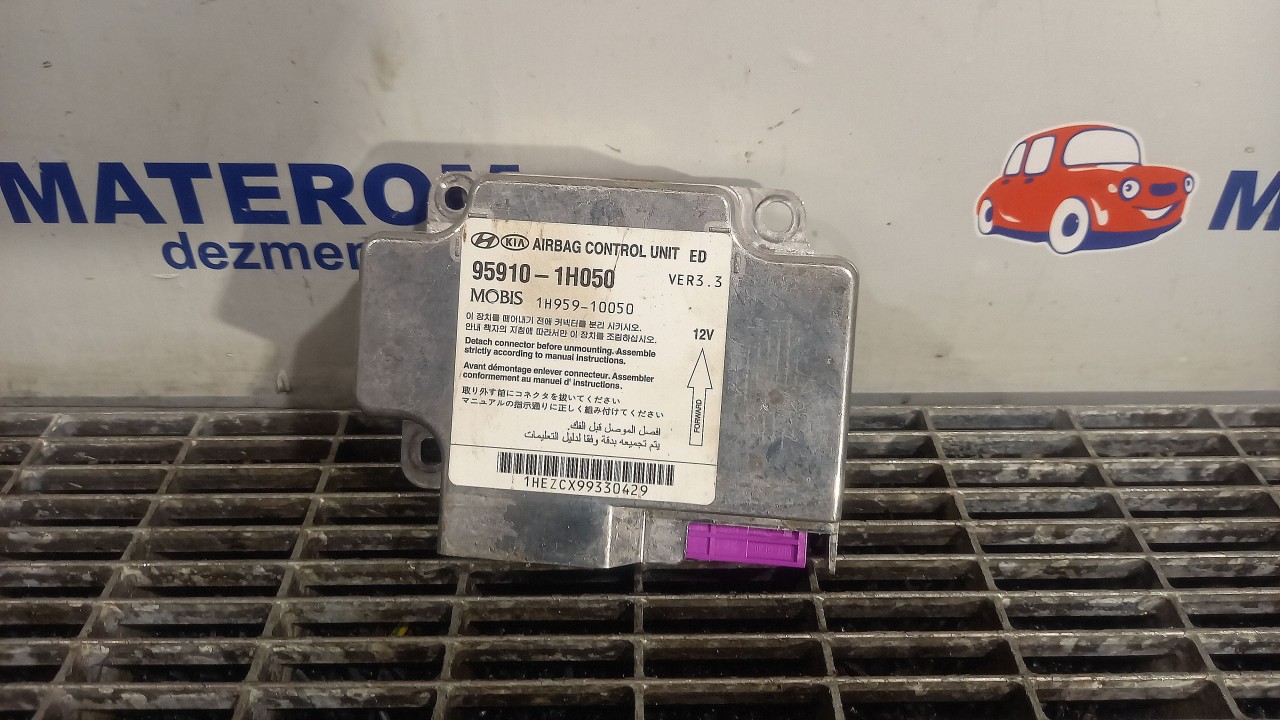 MATEROM
dezmem
M
KIA AIRBAG CONTROL UNIT ED
95910-1H050 VER3.3
MOBIS 1H959-10050
이 장치를 떼어내기 전에 커넥터를 분리 시키시오.
안내 책자의 지침에 따라서만 이 장치를 조립하십시오.
12V
Detach connector before unmounting. Assemble
strictly according to manual instructions.
Avant démontage enlever connecteur. Assembler
conformement au manuel d' instructions.
取り外す前にコネクタを抜いてください
マニュアルの指示通りに正しく組み付けてください
FORWARD
افصل الموصل قبل الفك.
يتم تجميعه بدقة وفقا لدليل التعليمات
1HEZCX99330429